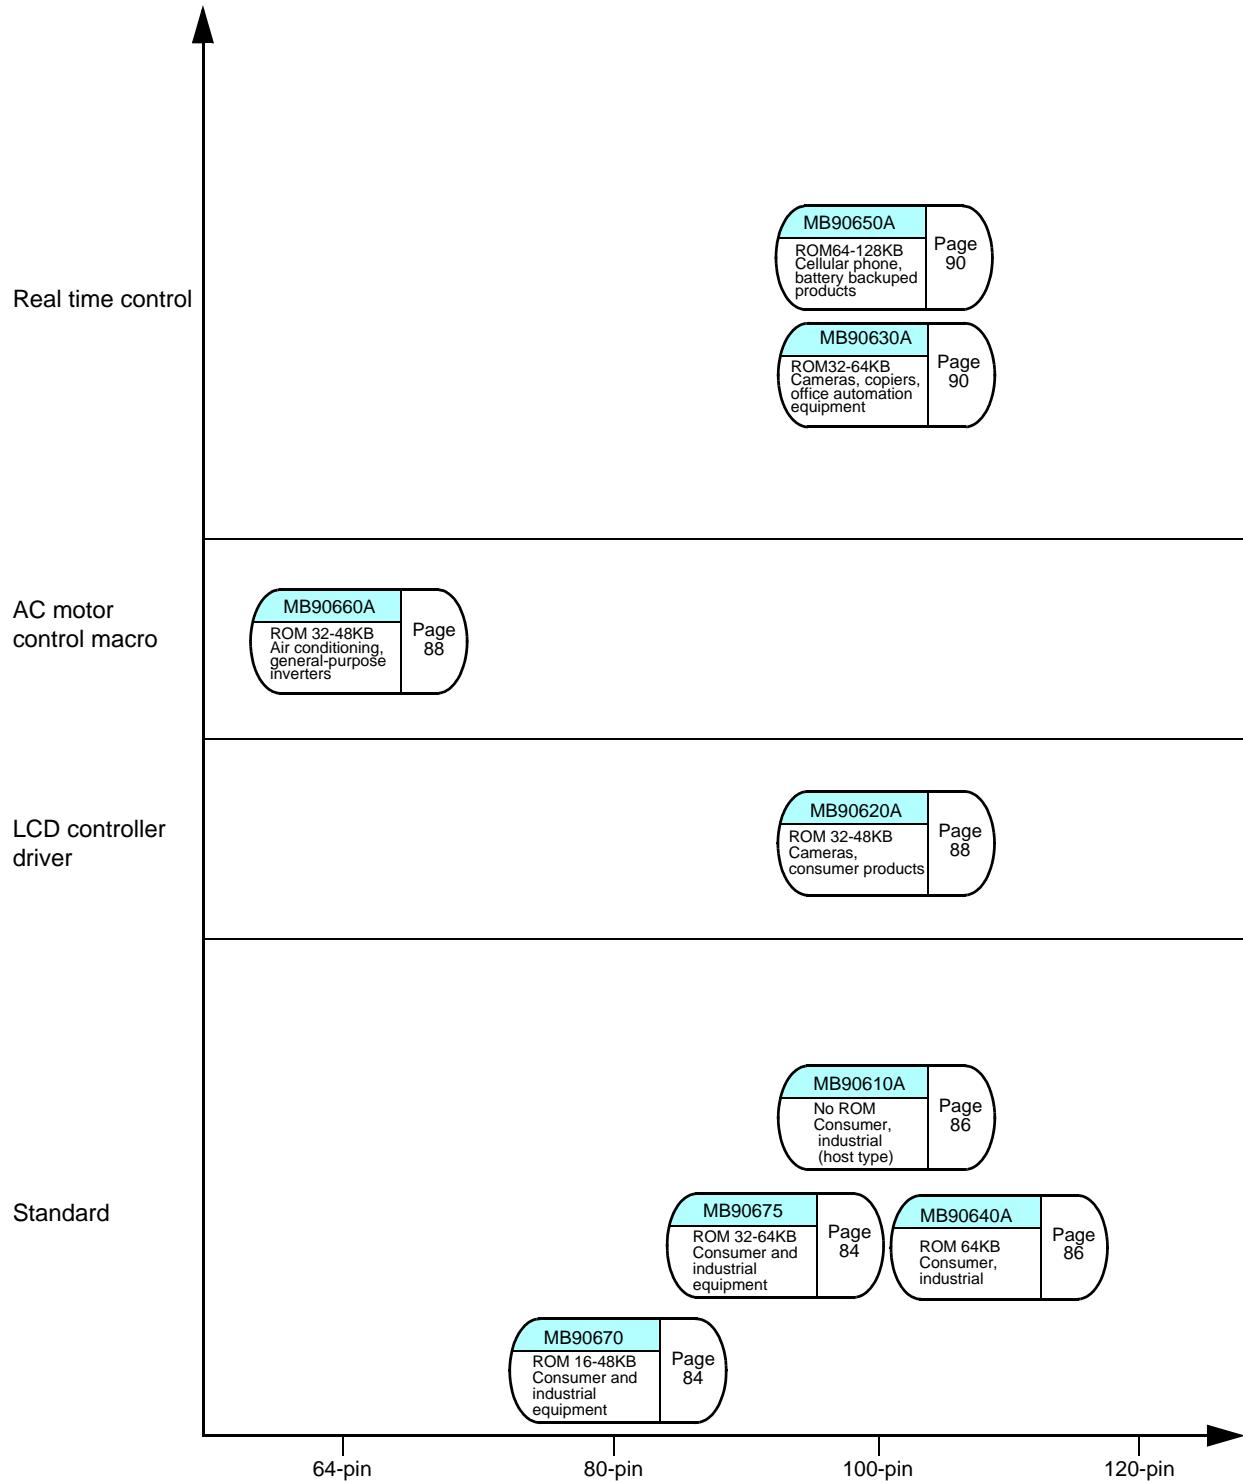 Real time control
MB90650A
ROM64-128KB
Cellular phone,
battery backuped
products
Page
90
MB90630A
ROM32-64KB
Cameras, copiers,
office automation
equipment
Page
90
AC motor
control macro
MB90660A
ROM 32-48KB
Air conditioning,
general-purpose
inverters
Page
88
LCD controller
driver
MB90620A
ROM 32-48KB
Cameras,
consumer products
Page
88
Standard
MB90610A
No ROM
Consumer,
industrial
(host type)
Page
86
MB90675
ROM 32-64KB
Consumer and
industrial
equipment
Page
84
MB90640A
ROM 64KB
Consumer,
industrial
Page
86
MB90670
ROM 16-48KB
Consumer and
industrial
equipment
Page
84
64-pin
80-pin
100-pin
120-pin